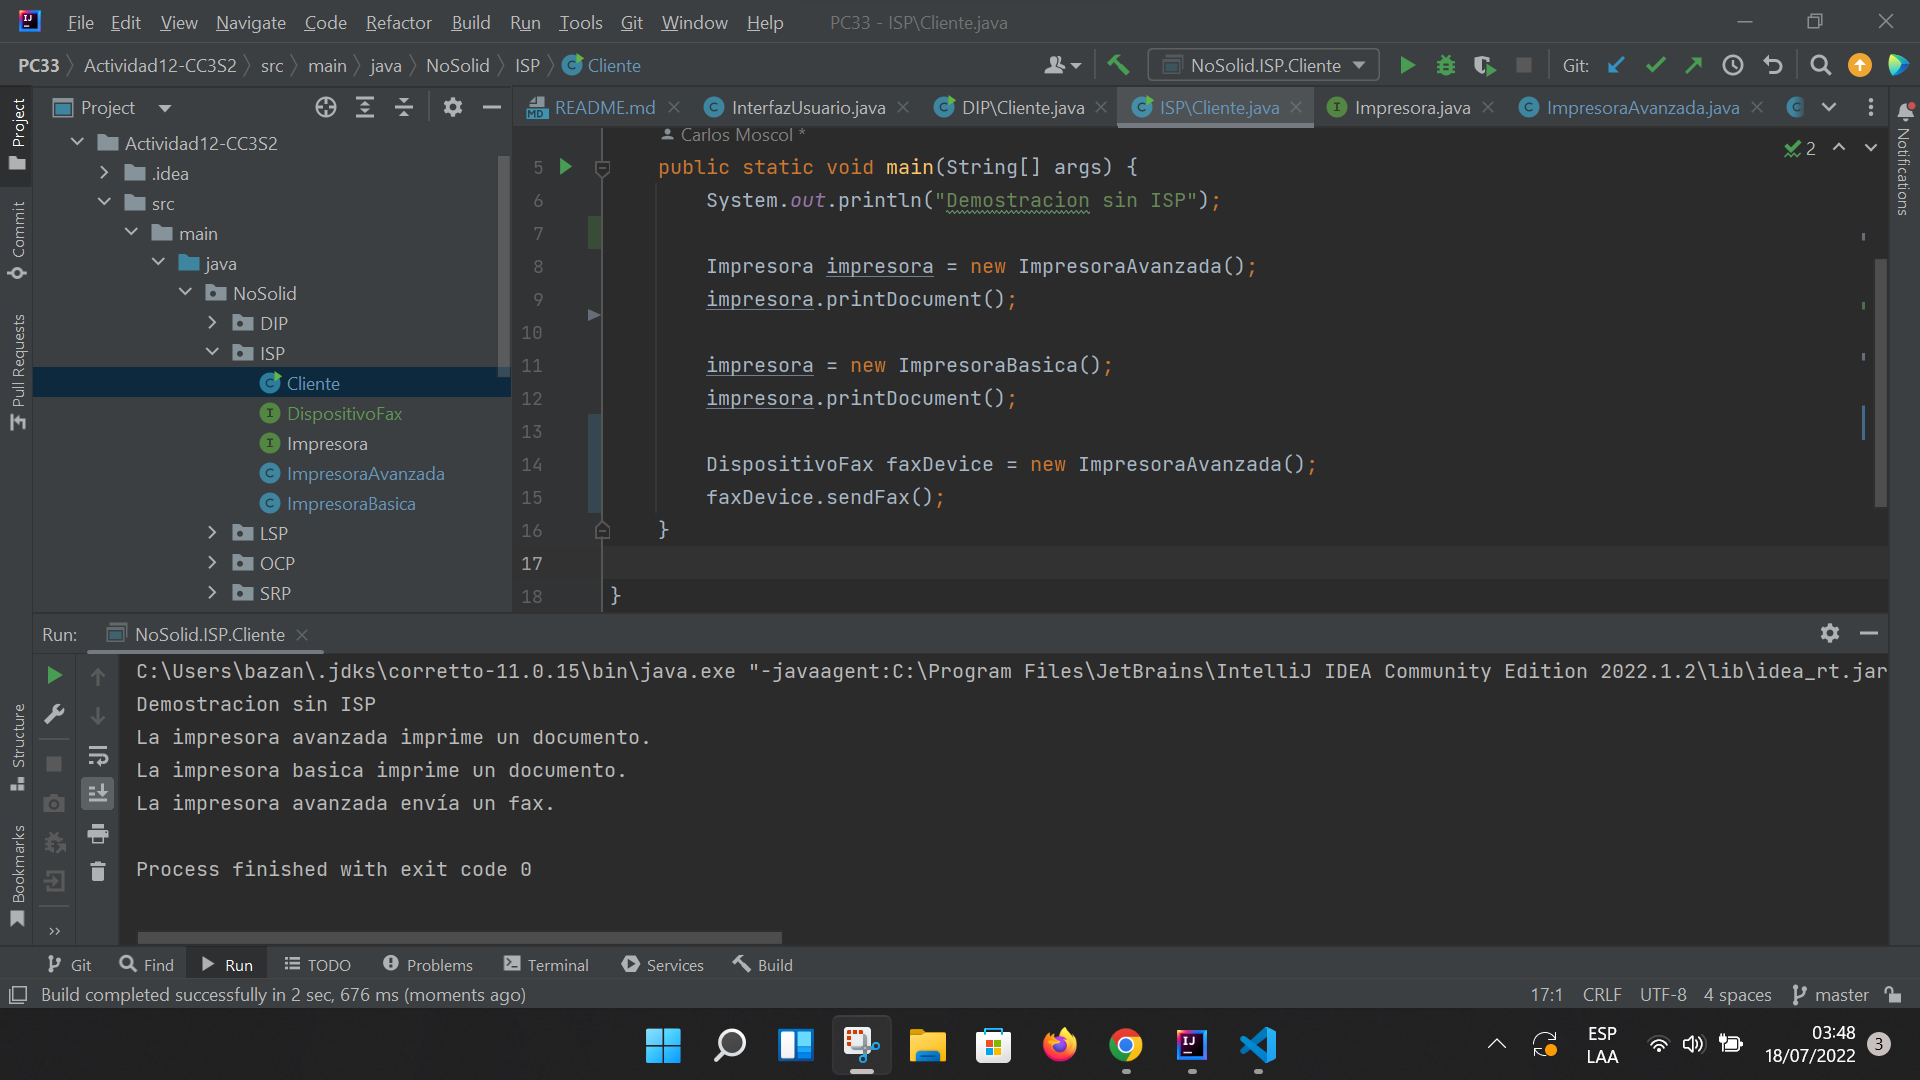 File Edit View Navigate Code Refactor Build Run Tools Git Window Help PC33 - ISP\Cliente.java
PC33 Actividad12-CC3S2 src main java NoSolid ISP Cliente NoSolid.ISP.Cliente Git:
Project
README.md InterfazUsuario.java DIP\Cliente.java ISP\Cliente.java Impresora.java ImpresoraAvanzada.java
Project
Commit
Pull Requests
Structure
Bookmarks
Notifications
Actividad12-CC3S2
.idea
src
main
java
NoSolid
DIP
ISP
Cliente
DispositivoFax
Impresora
ImpresoraAvanzada
ImpresoraBasica
LSP
OCP
SRP
Carlos Moscol *
2
5 public static void main(String[] args) {
6 System.out.println("Demostracion sin ISP");
7
8 Impresora impresora = new ImpresoraAvanzada();
9 impresora.printDocument();
10
11 impresora = new ImpresoraBasica();
12 impresora.printDocument();
13
14 DispositivoFax faxDevice = new ImpresoraAvanzada();
15 faxDevice.sendFax();
16 }
17
18 }
Run: NoSolid.ISP.Cliente
C:\Users\bazan\.jdks\corretto-11.0.15\bin\java.exe "-javaagent:C:\Program Files\JetBrains\IntelliJ IDEA Community Edition 2022.1.2\lib\idea_rt.jar
Demostracion sin ISP
La impresora avanzada imprime un documento.
La impresora basica imprime un documento.
La impresora avanzada envía un fax.
Process finished with exit code 0
Git Find Run TODO Problems Terminal Services Build
Build completed successfully in 2 sec, 676 ms (moments ago) 17:1 CRLF UTF-8 4 spaces master
ESP
LAA
03:48
18/07/2022
3